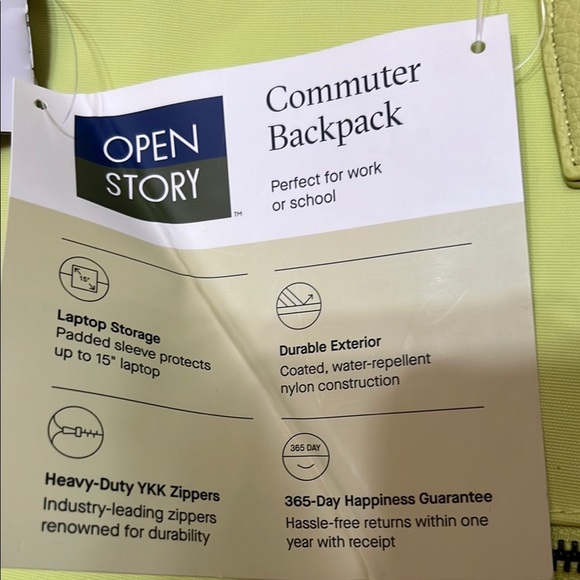 OPEN
STORY
™
Commuter
Backpack
Perfect for work
or school
15"
Laptop Storage
Padded sleeve protects
up to 15" laptop
Durable Exterior
Coated, water-repellent
nylon construction
Heavy-Duty YKK Zippers
Industry-leading zippers
renowned for durability
365 DAY
365-Day Happiness Guarantee
Hassle-free returns within one
year with receipt